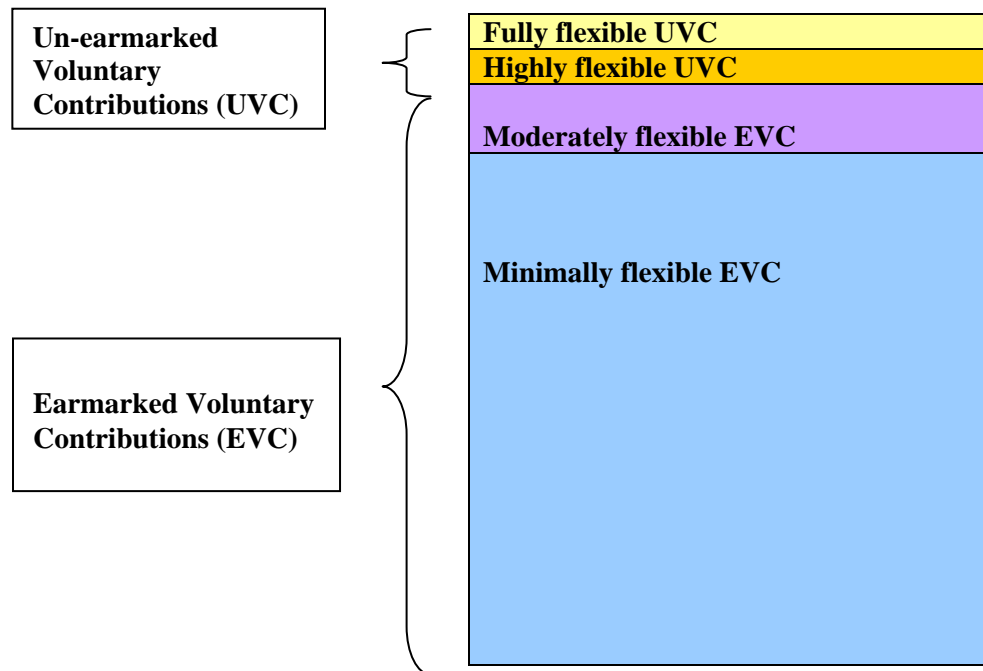 Un-earmarked
Voluntary
Contributions (UVC)
Fully flexible UVC
Highly flexible UVC
Moderately flexible EVC
Minimally flexible EVC
Earmarked Voluntary
Contributions (EVC)